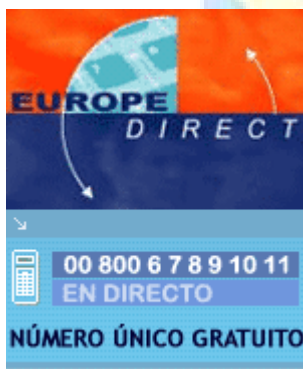 EUROPE
DIRECT
00 800 6 7 8 9 10 11
EN DIRECTO
NÚMERO ÚNICO GRATUITO